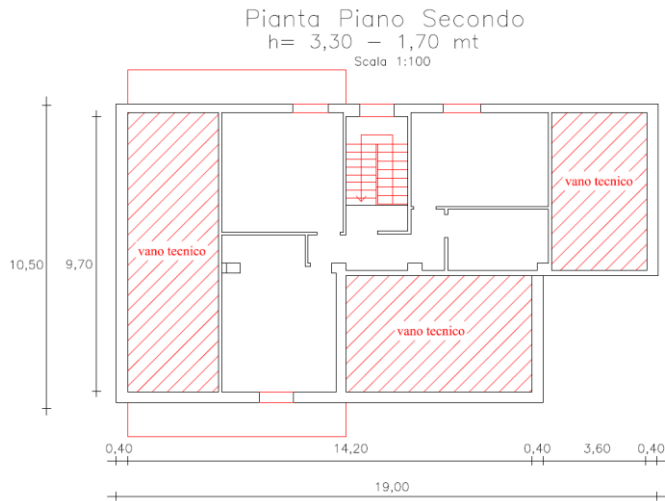 Pianta Piano Secondo
h= 3,30 – 1,70 mt
Scala 1:100
vano tecnico
vano tecnico
10,50
9,70
vano tecnico
0,40
14,20
0,40
3,60
0,40
19,00